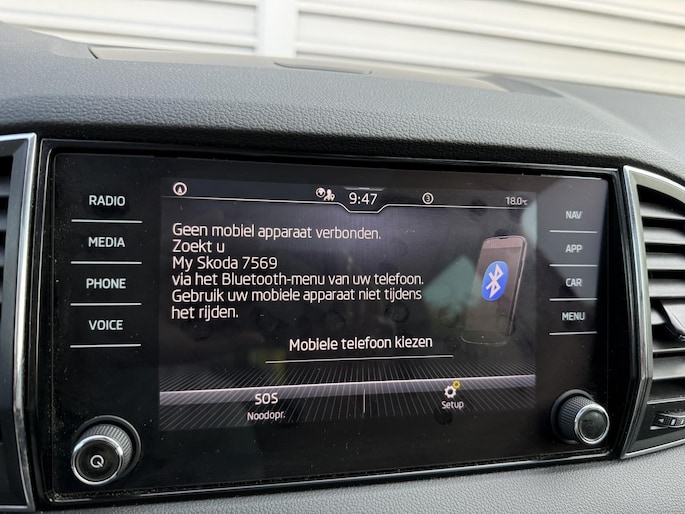 RADIO
MEDIA
PHONE
VOICE
9:47
3
18.0°C
Geen mobiel apparaat verbonden.
Zoekt u
My Skoda 7569
via het Bluetooth-menu van uw telefoon.
Gebruik uw mobiele apparaat niet tijdens
het rijden.
Mobiele telefoon kiezen
SOS
Noodopr.
Setup
NAV
APP
CAR
MENU